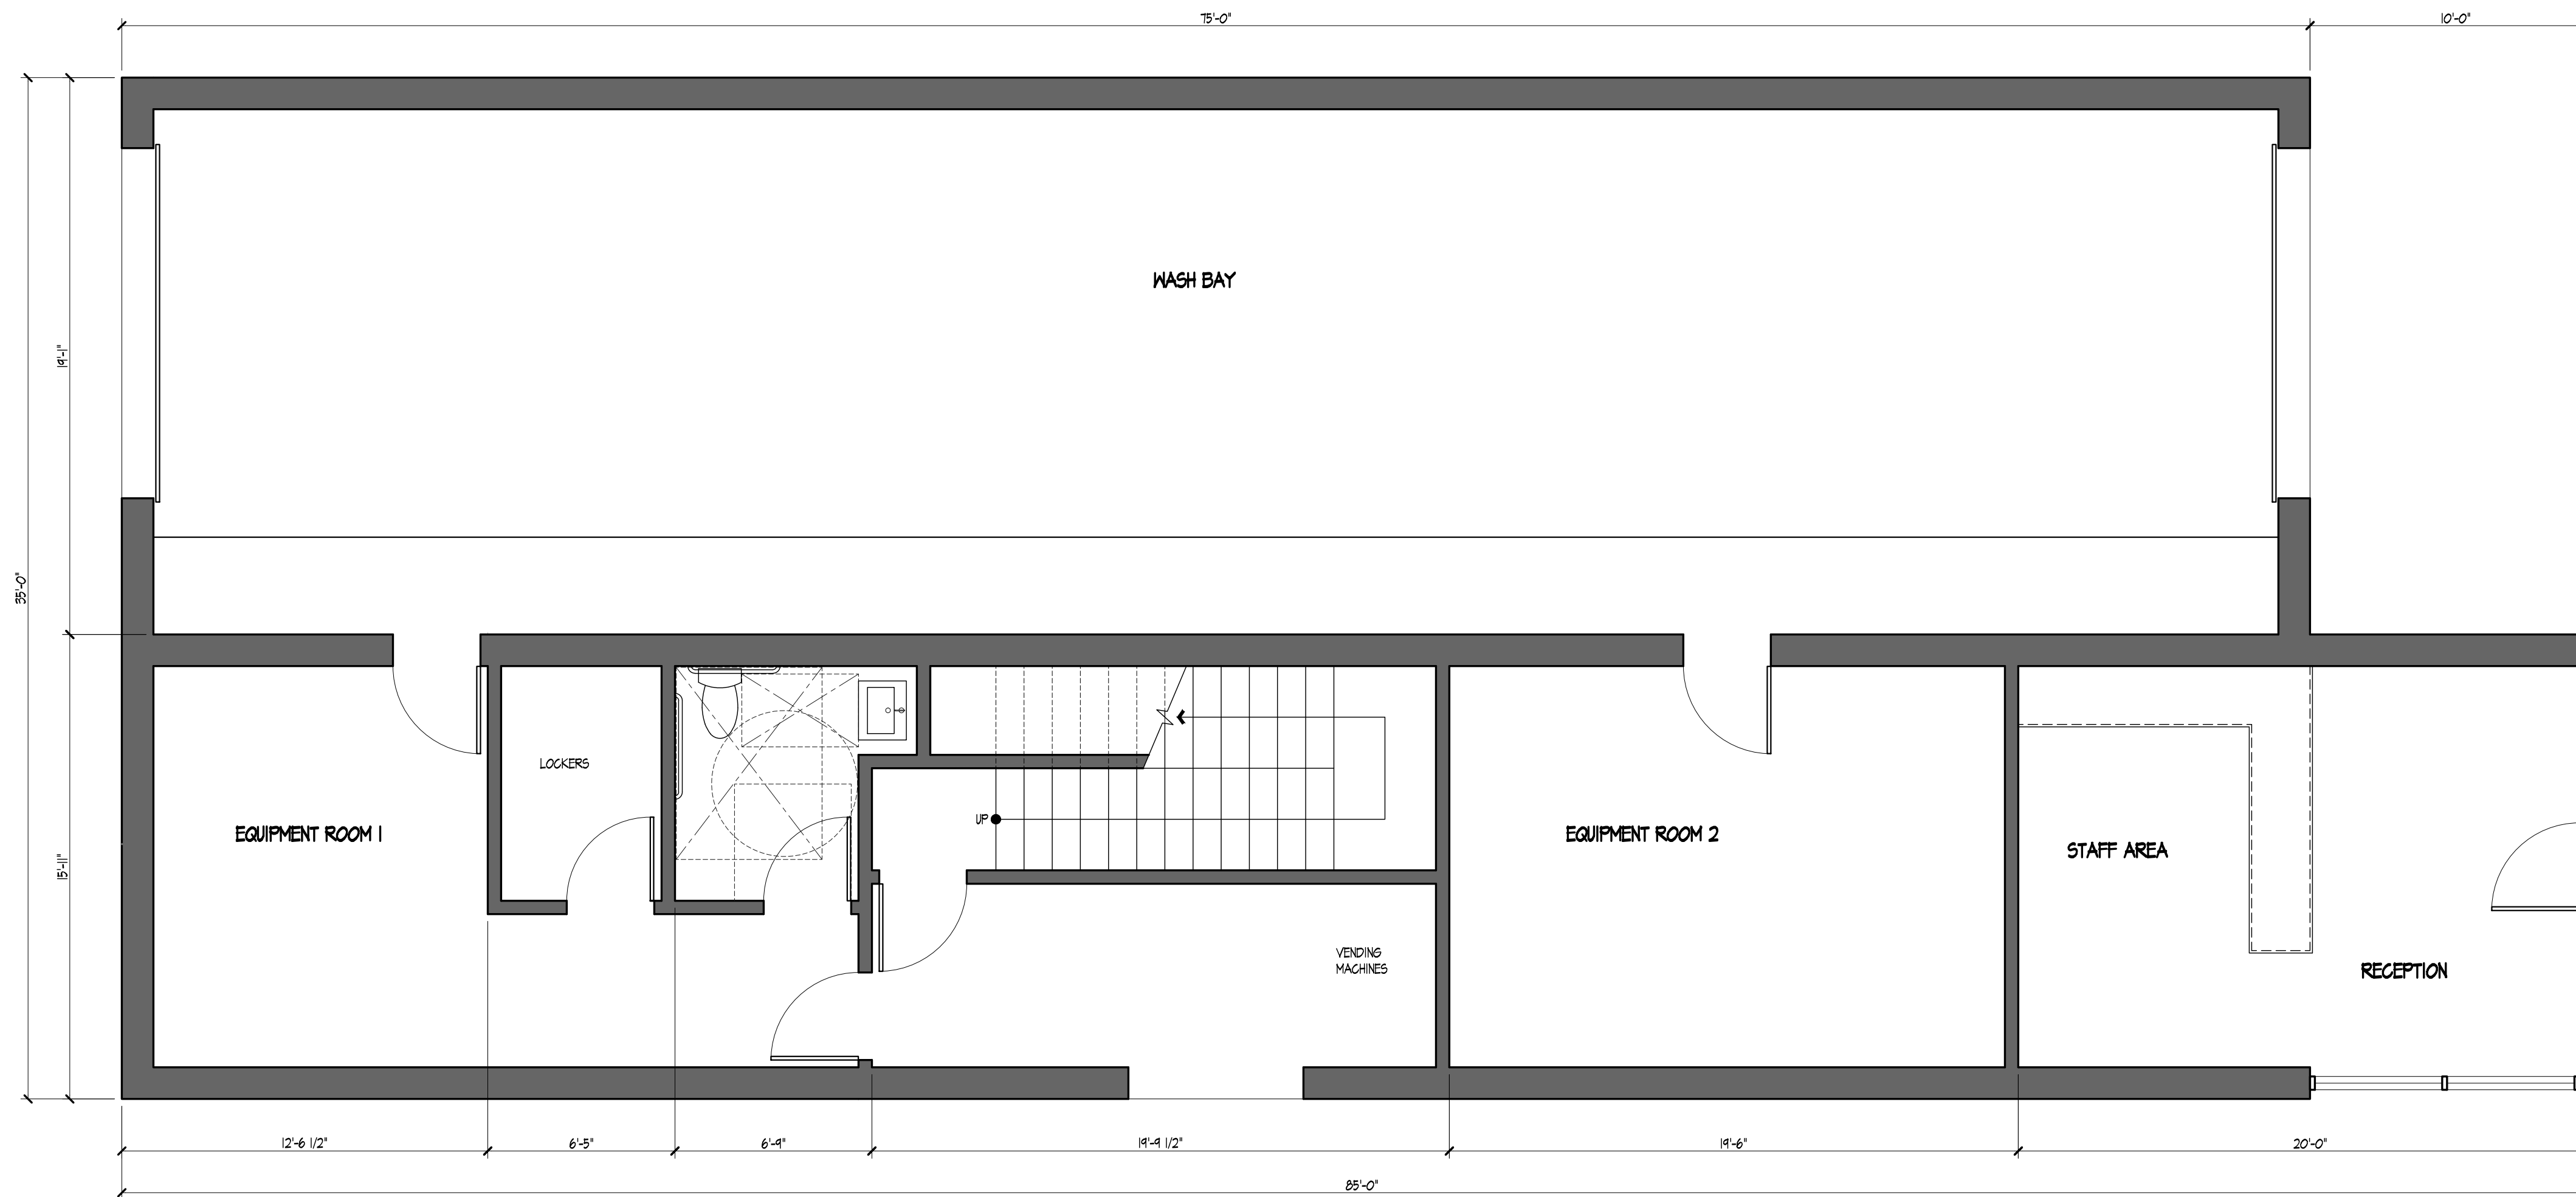 75'-0"
10'-0"
WASH BAY
19'-1"
35'-0"
15'-11"
LOCKERS
UP
EQUIPMENT ROOM 1
EQUIPMENT ROOM 2
STAFF AREA
VENDING
MACHINES
RECEPTION
12'-6 1/2"
6'-5"
6'-9"
19'-9 1/2"
19'-6"
20'-0"
85'-0"